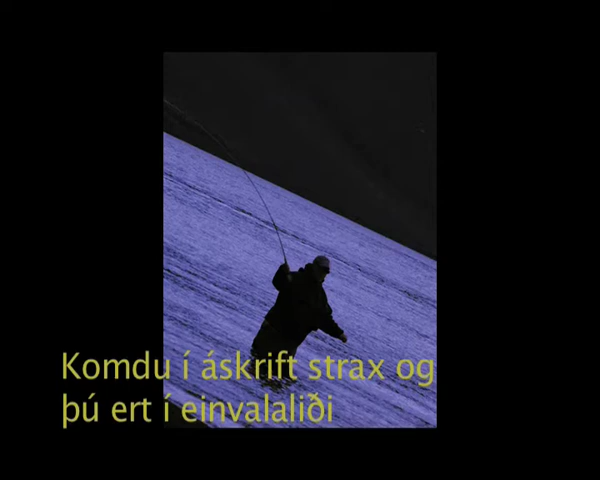 Komdu í áskrift strax og
þú ert í einvalaliði